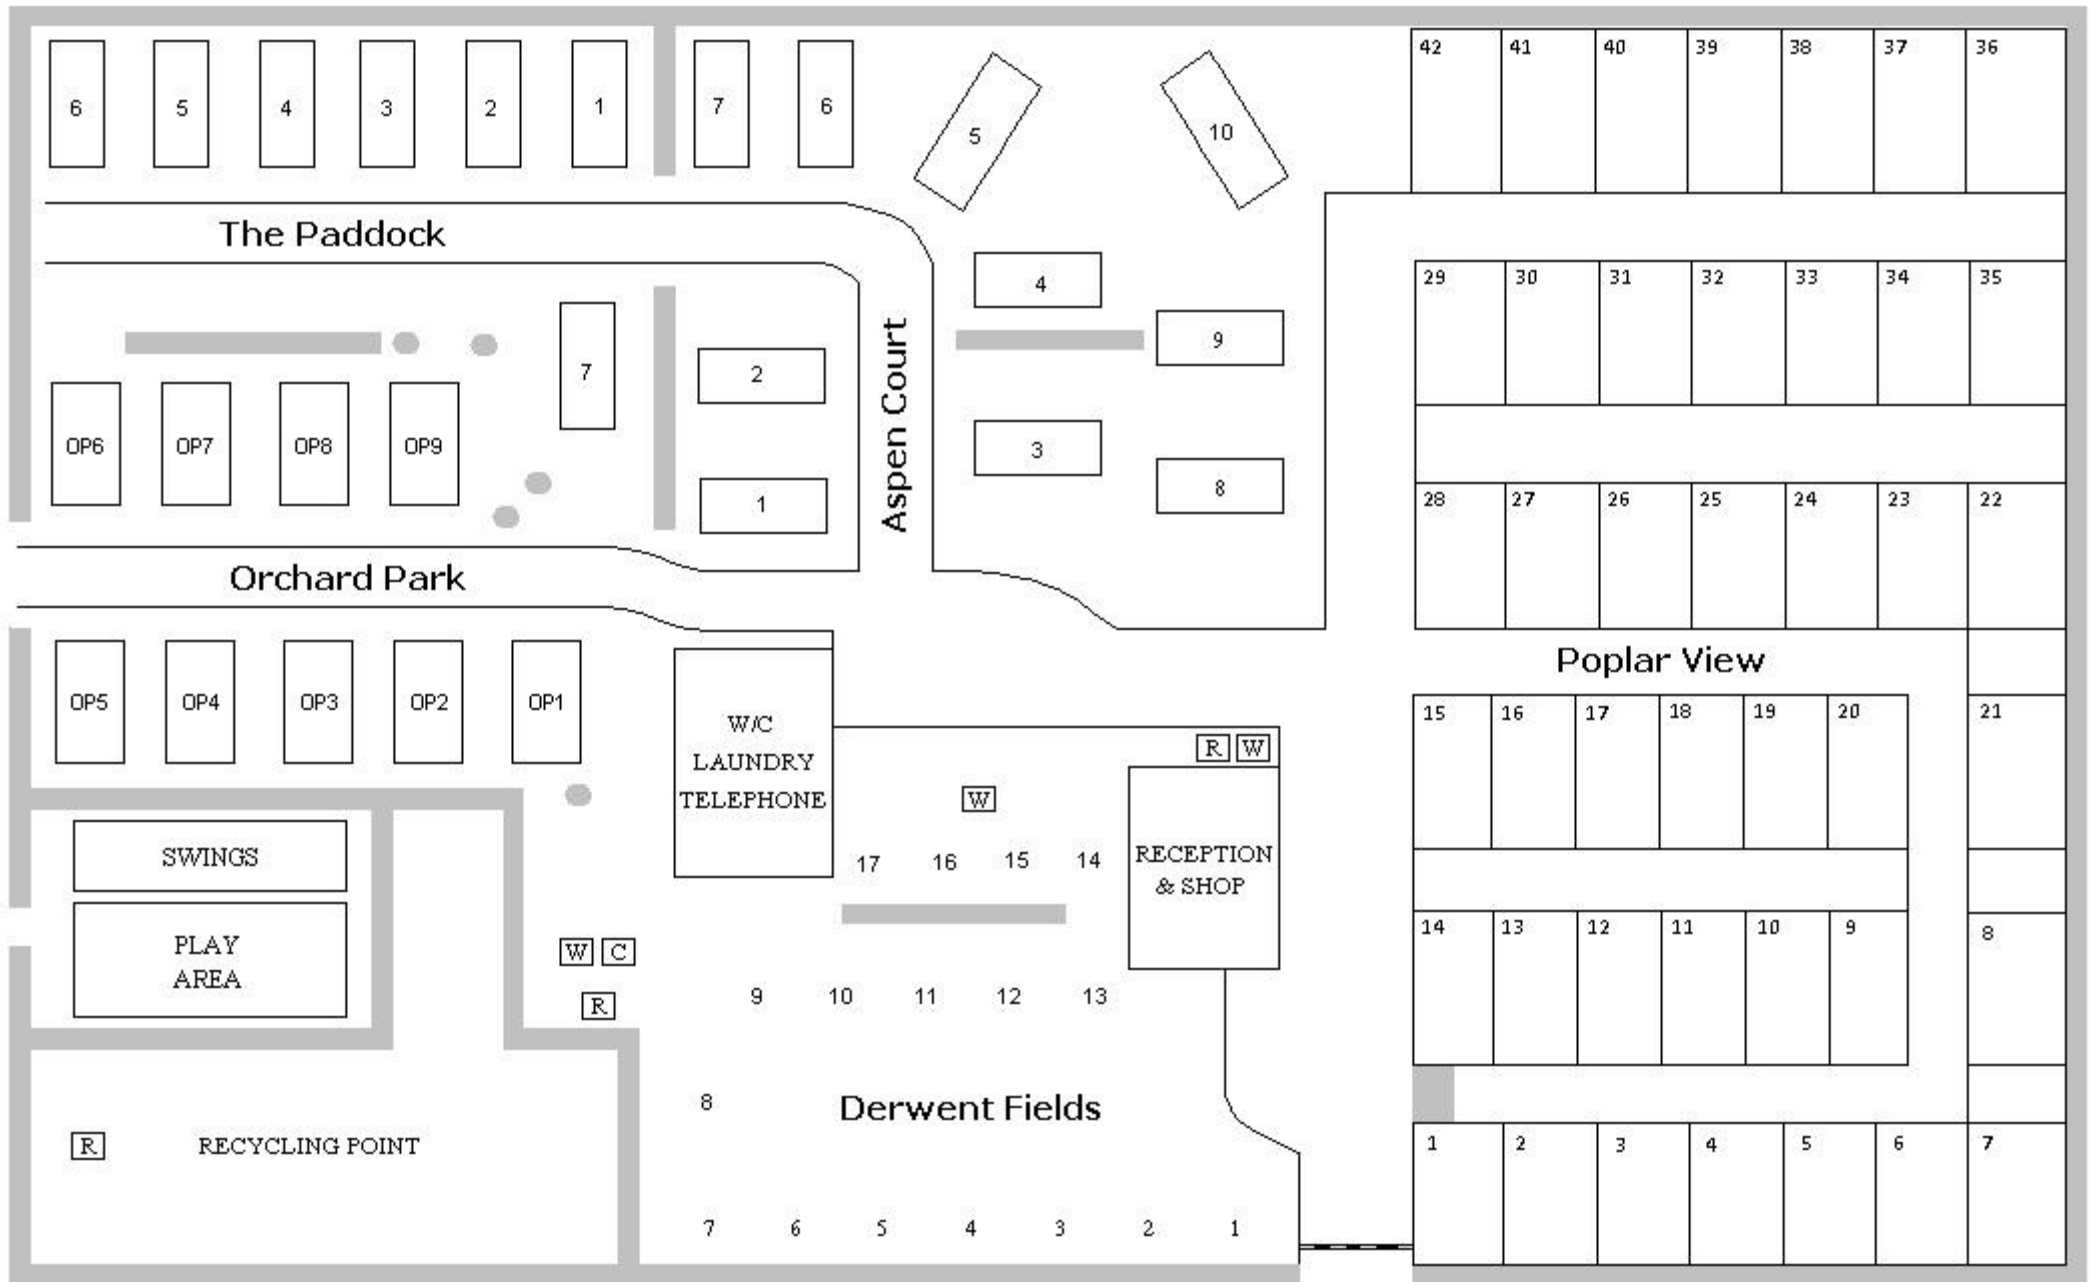 42 41 40 39 38 37 36
6 5 4 3 2 1 7 6
5
10
The Paddock
29 30 31 32 33 34 35
4
9
7
2
Aspen Court
OP6 OP7 OP8 OP9
3
8
1
28 27 26 25 24 23 22
Orchard Park
Poplar View
OP5 OP4 OP3 OP2 OP1
15 16 17 18 19 20 21
W/C
LAUNDRY
TELEPHONE
R W
W
SWINGS
17 16 15 14
RECEPTION
& SHOP
PLAY
AREA
W C
R
14 13 12 11 10 9 8
9 10 11 12 13
8
Derwent Fields
R RECYCLING POINT
1 2 3 4 5 6 7
7 6 5 4 3 2 1